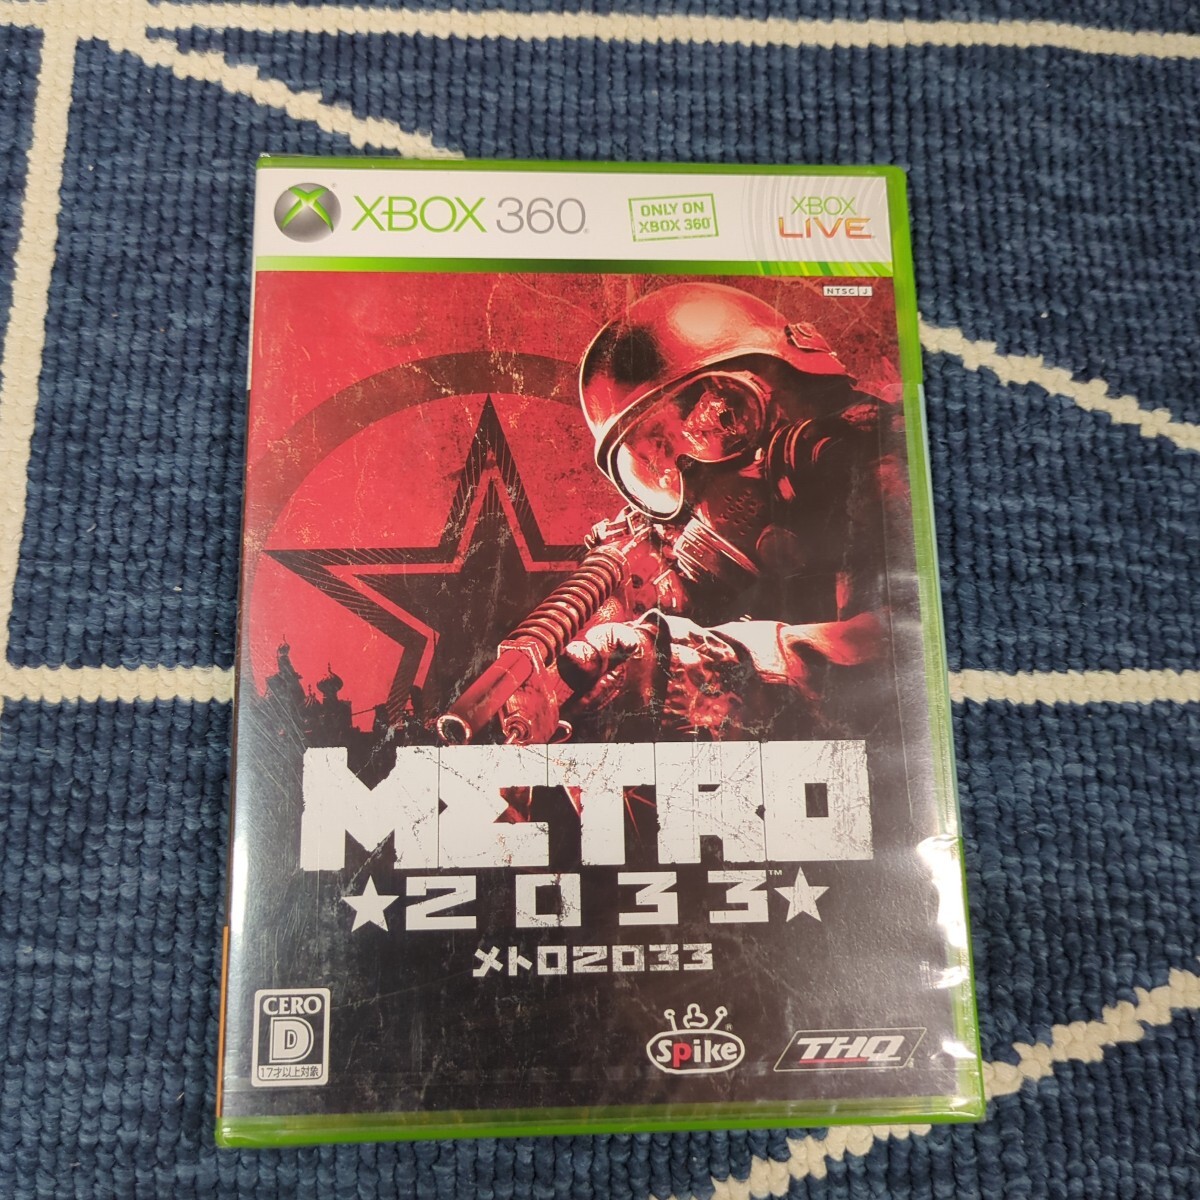 XBOX 360
ONLY ON
XBOX 360
XBOX
LIVE
NTSC J
METRO
★2033™★
メトロ2033
CERO
D
17才以上対象
Spike
THQ